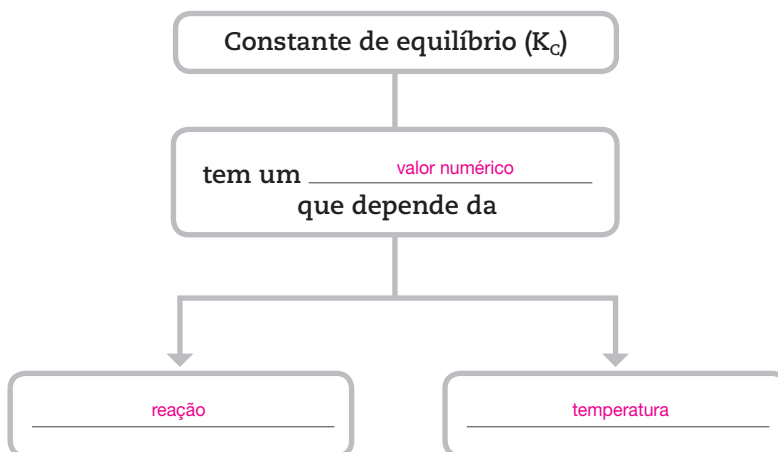 Constante de equilíbrio (Kc)
tem um valor numérico
que depende da
reação
temperatura